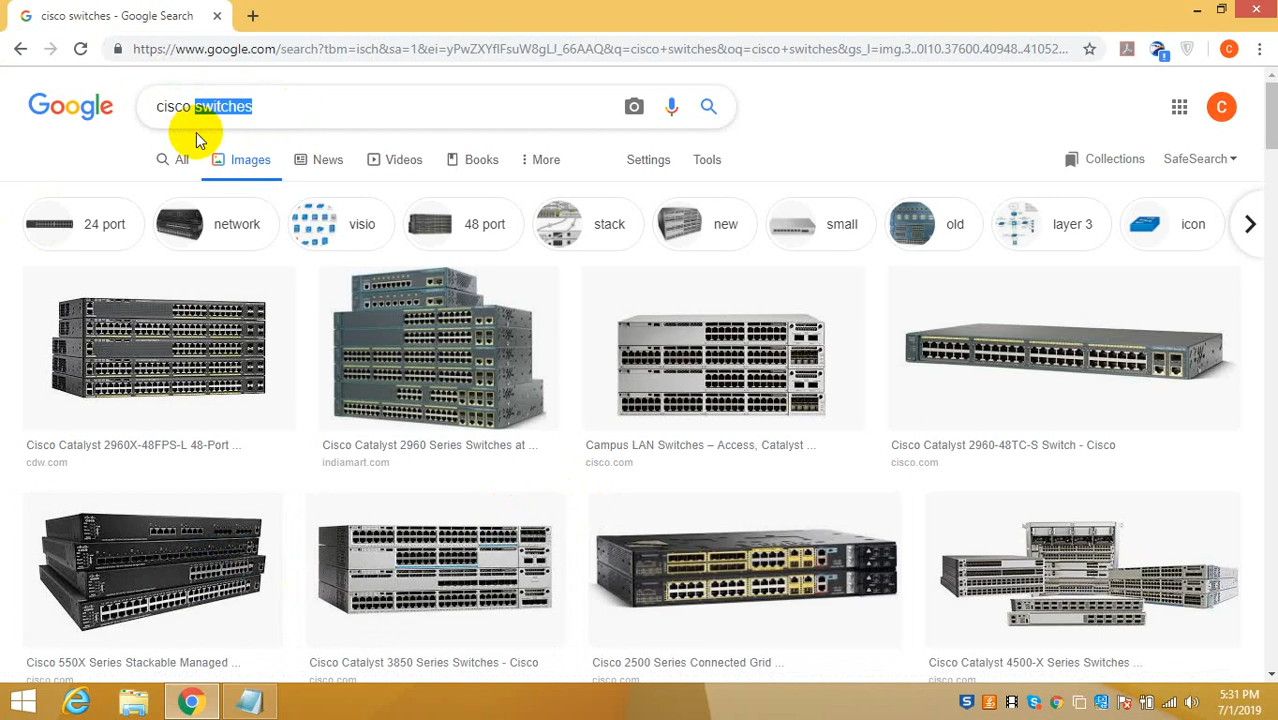 cisco switches - Google Search
https://www.google.com/search?tbm=isch&sa=1&ei=yPwZXYfIFsuW8gLJ_66AAQ&q=cisco+switches&oq=cisco+switches&gs_l=img.3..0l10.37600.40948..41052...
C
Google
cisco switches
C
All
Images
News
Videos
Books
More
Settings
Tools
Collections
SafeSearch
24 port
network
visio
48 port
stack
new
small
old
layer 3
icon
Cisco Catalyst 2960X-48FPS-L 48-Port ...
cdw.com
Cisco Catalyst 2960 Series Switches at ...
indiamart.com
Campus LAN Switches – Access, Catalyst ...
cisco.com
Cisco Catalyst 2960-48TC-S Switch - Cisco
cisco.com
Cisco 550X Series Stackable Managed ...
Cisco Catalyst 3850 Series Switches - Cisco
Cisco 2500 Series Connected Grid ...
Cisco Catalyst 4500-X Series Switches ...
5:31 PM
7/1/2019